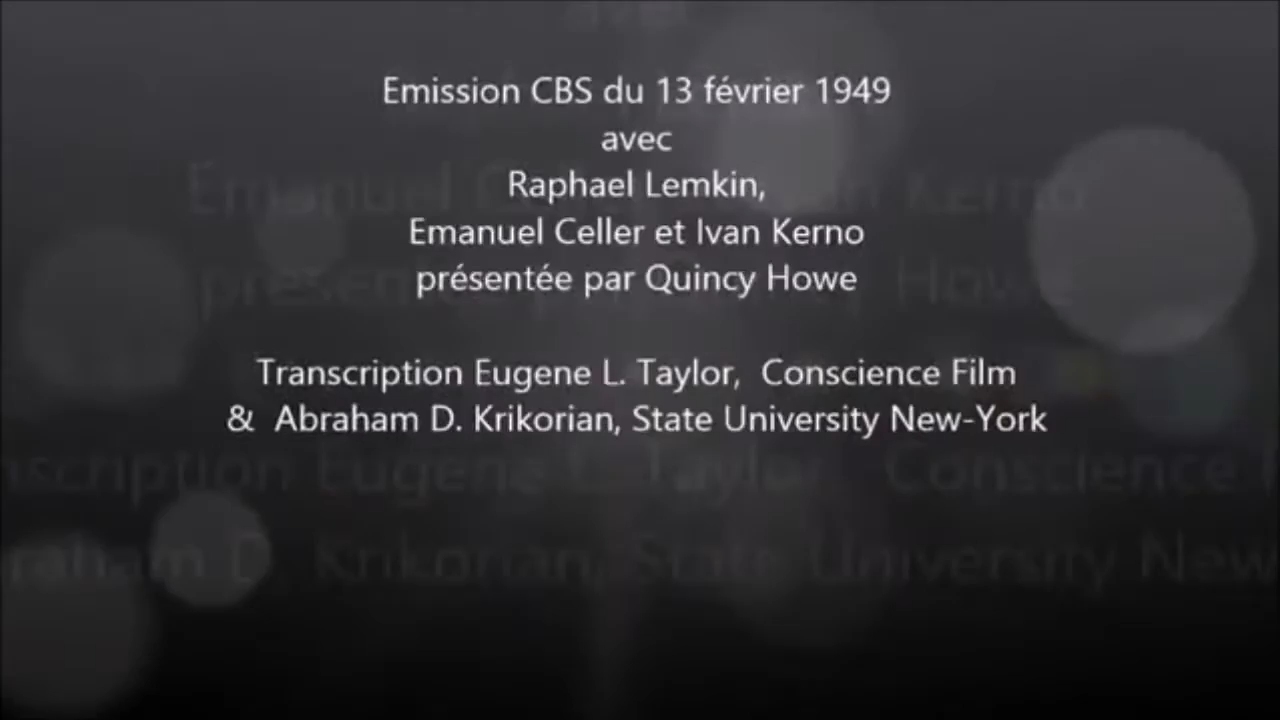 Emission CBS du 13 février 1949
avec
Raphael Lemkin,
Emanuel Celler et Ivan Kerno
présentée par Quincy Howe
Transcription Eugene L. Taylor, Conscience Film
& Abraham D. Krikorian, State University New-York